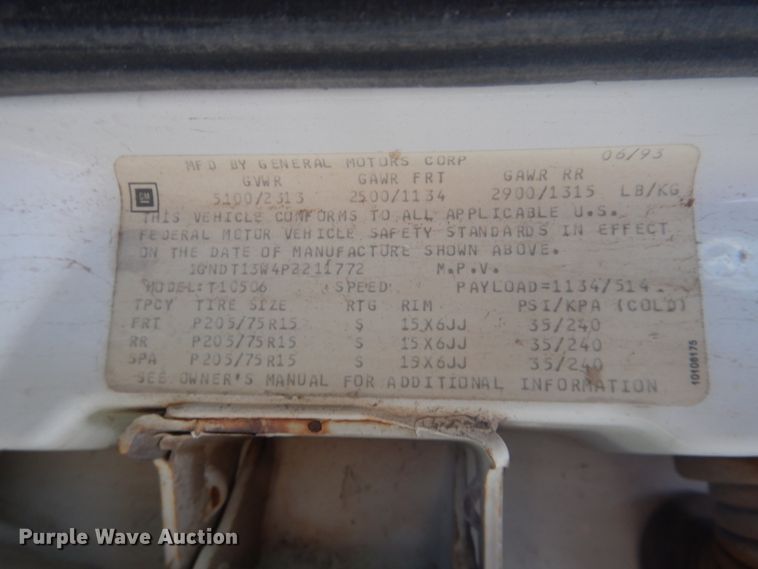 MFD BY GENERAL MOTORS CORP 06/93
GVWR GAWR FRT GAWR RR
GM 5100/2313 2500/1134 2900/1315 LB/KG
THIS VEHICLE CONFORMS TO ALL APPLICABLE U.S.
FEDERAL MOTOR VEHICLE SAFETY STANDARDS IN EFFECT
ON THE DATE OF MANUFACTURE SHOWN ABOVE.
1GNDT13W4P2211772 M.P.V.
MODEL:T10506 SPEED: PAYLOAD=1134/514
TPCY TIRE SIZE RTG RIM PSI/KPA (COLD)
FRT P205/75R15 S 15X6JJ 35/240
RR P205/75R15 S 15X6JJ 35/240
SPA P205/75R15 S 15X6JJ 35/240
SEE OWNER'S MANUAL FOR ADDITIONAL INFORMATION
10108175
Purple Wave Auction®